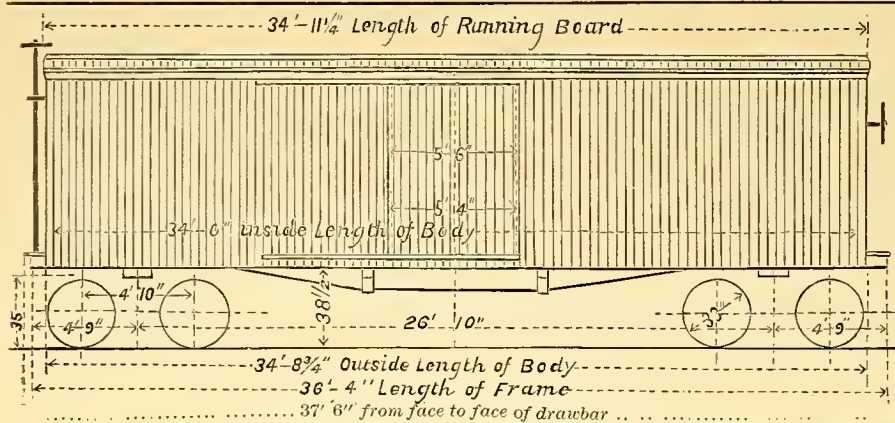 34'-11¼" Length of Running Board
5' 6"
5' 4"
34' 0" inside Length of Body
4' 10"
38½"
33"
35
4' 9"
26' 10"
4' 9"
34'-8¾" Outside Length of Body
36'-4" Length of Frame
37' 6" from face to face of drawbar